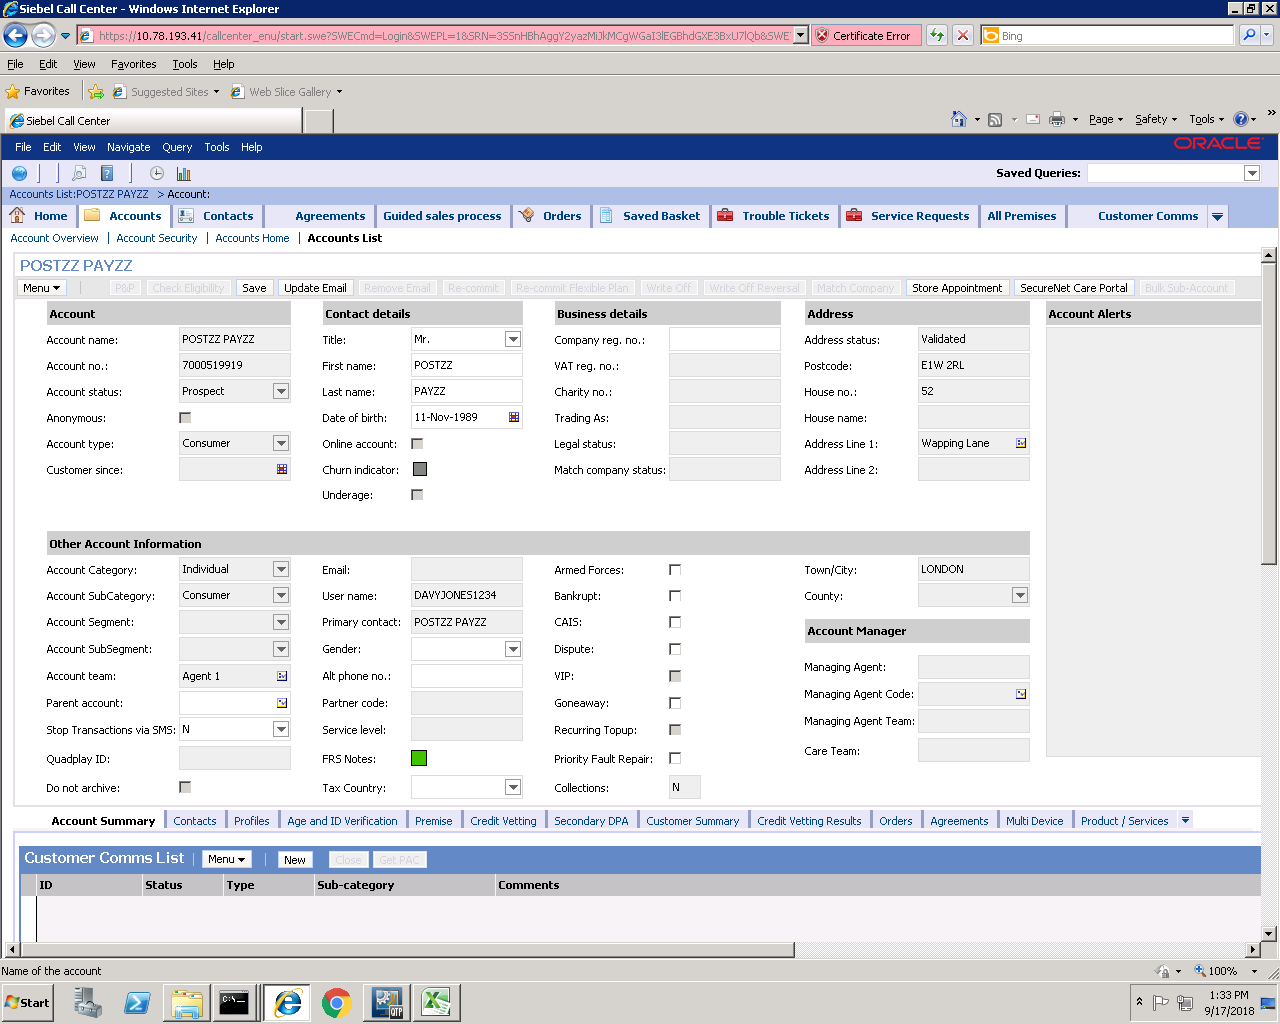 Siebel Call Center - Windows Internet Explorer
https://10.78.193.41/callcenter_enu/start.swe?SWECmd=Login&SWEPL=1&SRN=
Certificate Error
Bing
File Edit View Favorites Tools Help
Favorites Suggested Sites Web Slice Gallery
Siebel Call Center
Page Safety Tools »
File Edit View Navigate Query Tools Help
ORACLE
Saved Queries:
Accounts List:POSTZZ PAYZZ > Account:
Home Accounts Contacts Agreements Guided sales process Orders Saved Basket Trouble Tickets Service Requests All Premises Customer Comms
Account Overview Account Security Accounts Home Accounts List
POSTZZ PAYZZ
Menu P&P Check Eligibility Save Update Email Remove Email Re-commit Re-commit Flexible Plan Write Off Write Off Reversal Match Company Store Appointment SecureNet Care Portal Bulk Sub-Account
Account Contact details Business details Address Account Alerts
Account name: POSTZZ PAYZZ Title: Mr. Company reg. no.: Address status: Validated
Account no.: 7000519919 First name: POSTZZ VAT reg. no.: Postcode: E1W 2RL
Account status: Prospect Last name: PAYZZ Charity no.: House no.: 52
Anonymous: Date of birth: 11-Nov-1989 Trading As: House name:
Account type: Consumer Online account: Legal status: Address Line 1: Wapping Lane
Customer since: Churn indicator: Match company status: Address Line 2:
Underage:
Other Account Information
Account Category: Individual Email: Armed Forces: Town/City: LONDON
Account SubCategory: Consumer User name: DAVYJONES1234 Bankrupt: County:
Account Segment: Primary contact: POSTZZ PAYZZ CAIS: Account Manager
Account SubSegment: Gender: Dispute:
Account team: Agent 1 Alt phone no.: VIP: Managing Agent:
Parent account: Partner code: Goneaway: Managing Agent Code:
Stop Transactions via SMS: N Service level: Recurring Topup: Managing Agent Team:
Quadplay ID: FRS Notes: Priority Fault Repair: Care Team:
Do not archive: Tax Country: Collections: N
Account Summary Contacts Profiles Age and ID Verification Premise Credit Vetting Secondary DPA Customer Summary Credit Vetting Results Orders Agreements Multi Device Product / Services
Customer Comms List Menu New Close Get PAC
ID Status Type Sub-category Comments
Name of the account
100%
Start
C:\
QTP
1:33 PM
9/17/2018